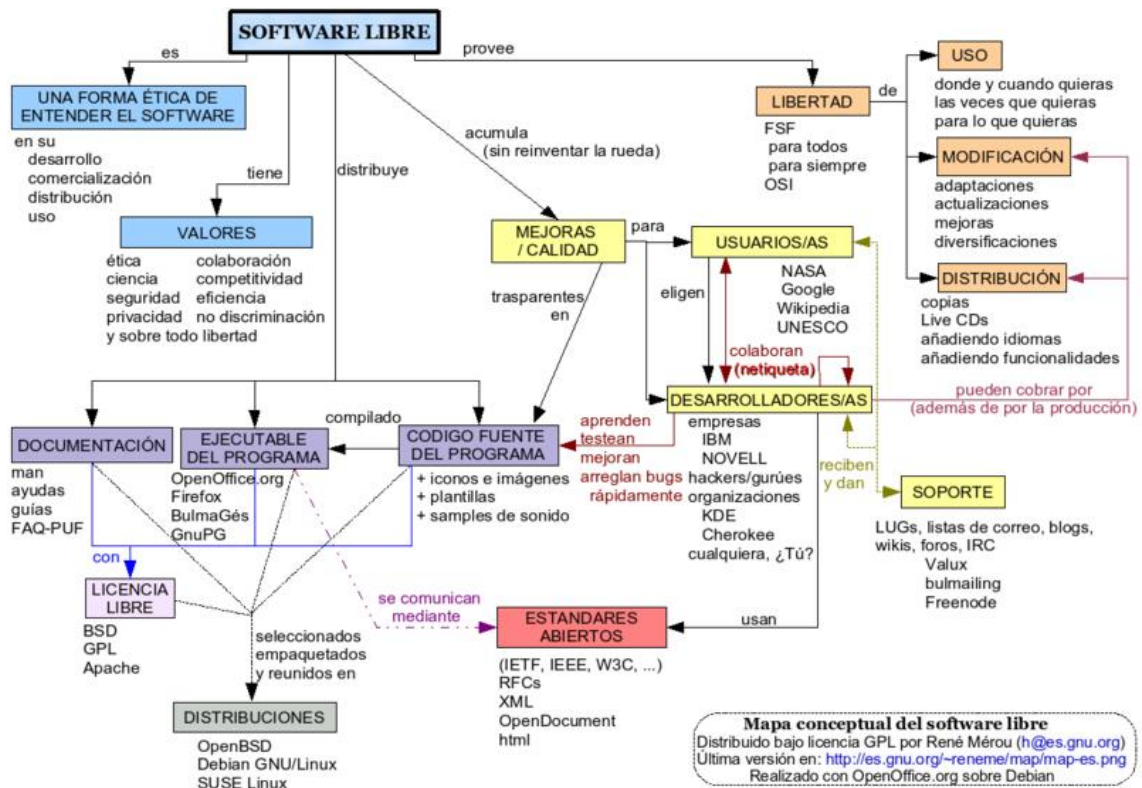 SOFTWARE LIBRE
es
provee
UNA FORMA ÉTICA DE
ENTENDER EL SOFTWARE
en su
desarrollo
comercialización
distribución
uso
tiene
VALORES
ética
ciencia
seguridad
privacidad
colaboración
competitividad
eficiencia
no discriminación
y sobre todo libertad
distribuye
acumula
(sin reinventar la rueda)
LIBERTAD
FSF
para todos
para siempre
OSI
de
USO
donde y cuando quieras
las veces que quieras
para lo que quieras
MODIFICACIÓN
adaptaciones
actualizaciones
mejoras
diversificaciones
DISTRIBUCIÓN
copias
Live CDs
añadiendo idiomas
añadiendo funcionalidades
MEJORAS
/ CALIDAD
para
trasparentes
en
USUARIOS/AS
NASA
Google
Wikipedia
UNESCO
eligen
colaboran
(netiqueta)
DESARROLLADORES/AS
empresas
IBM
NOVELL
hackers/gurúes
organizaciones
KDE
Cherokee
cualquiera, ¿Tú?
pueden cobrar por
(además de por la producción)
aprenden
testean
mejoran
arreglan bugs
rápidamente
reciben
y dan
SOPORTE
LUGs, listas de correo, blogs,
wikis, foros, IRC
Valux
bulmailing
Freenode
DOCUMENTACIÓN
man
ayudas
guías
FAQ-PUF
EJECUTABLE
DEL PROGRAMA
OpenOffice.org
Firefox
BulmaGés
GnuPG
compilado
CODIGO FUENTE
DEL PROGRAMA
+ iconos e imágenes
+ plantillas
+ samples de sonido
con
LICENCIA
LIBRE
BSD
GPL
Apache
se comunican
mediante
ESTANDARES
ABIERTOS
(IETF, IEEE, W3C, ...)
RFCs
XML
OpenDocument
html
usan
seleccionados
empaquetados
y reunidos en
DISTRIBUCIONES
OpenBSD
Debian GNU/Linux
SUSE Linux
Mapa conceptual del software libre
Distribuido bajo licencia GPL por René Mérou (h@es.gnu.org)
Última versión en: http://es.gnu.org/~reneme/map/map-es.png
Realizado con OpenOffice.org sobre Debian